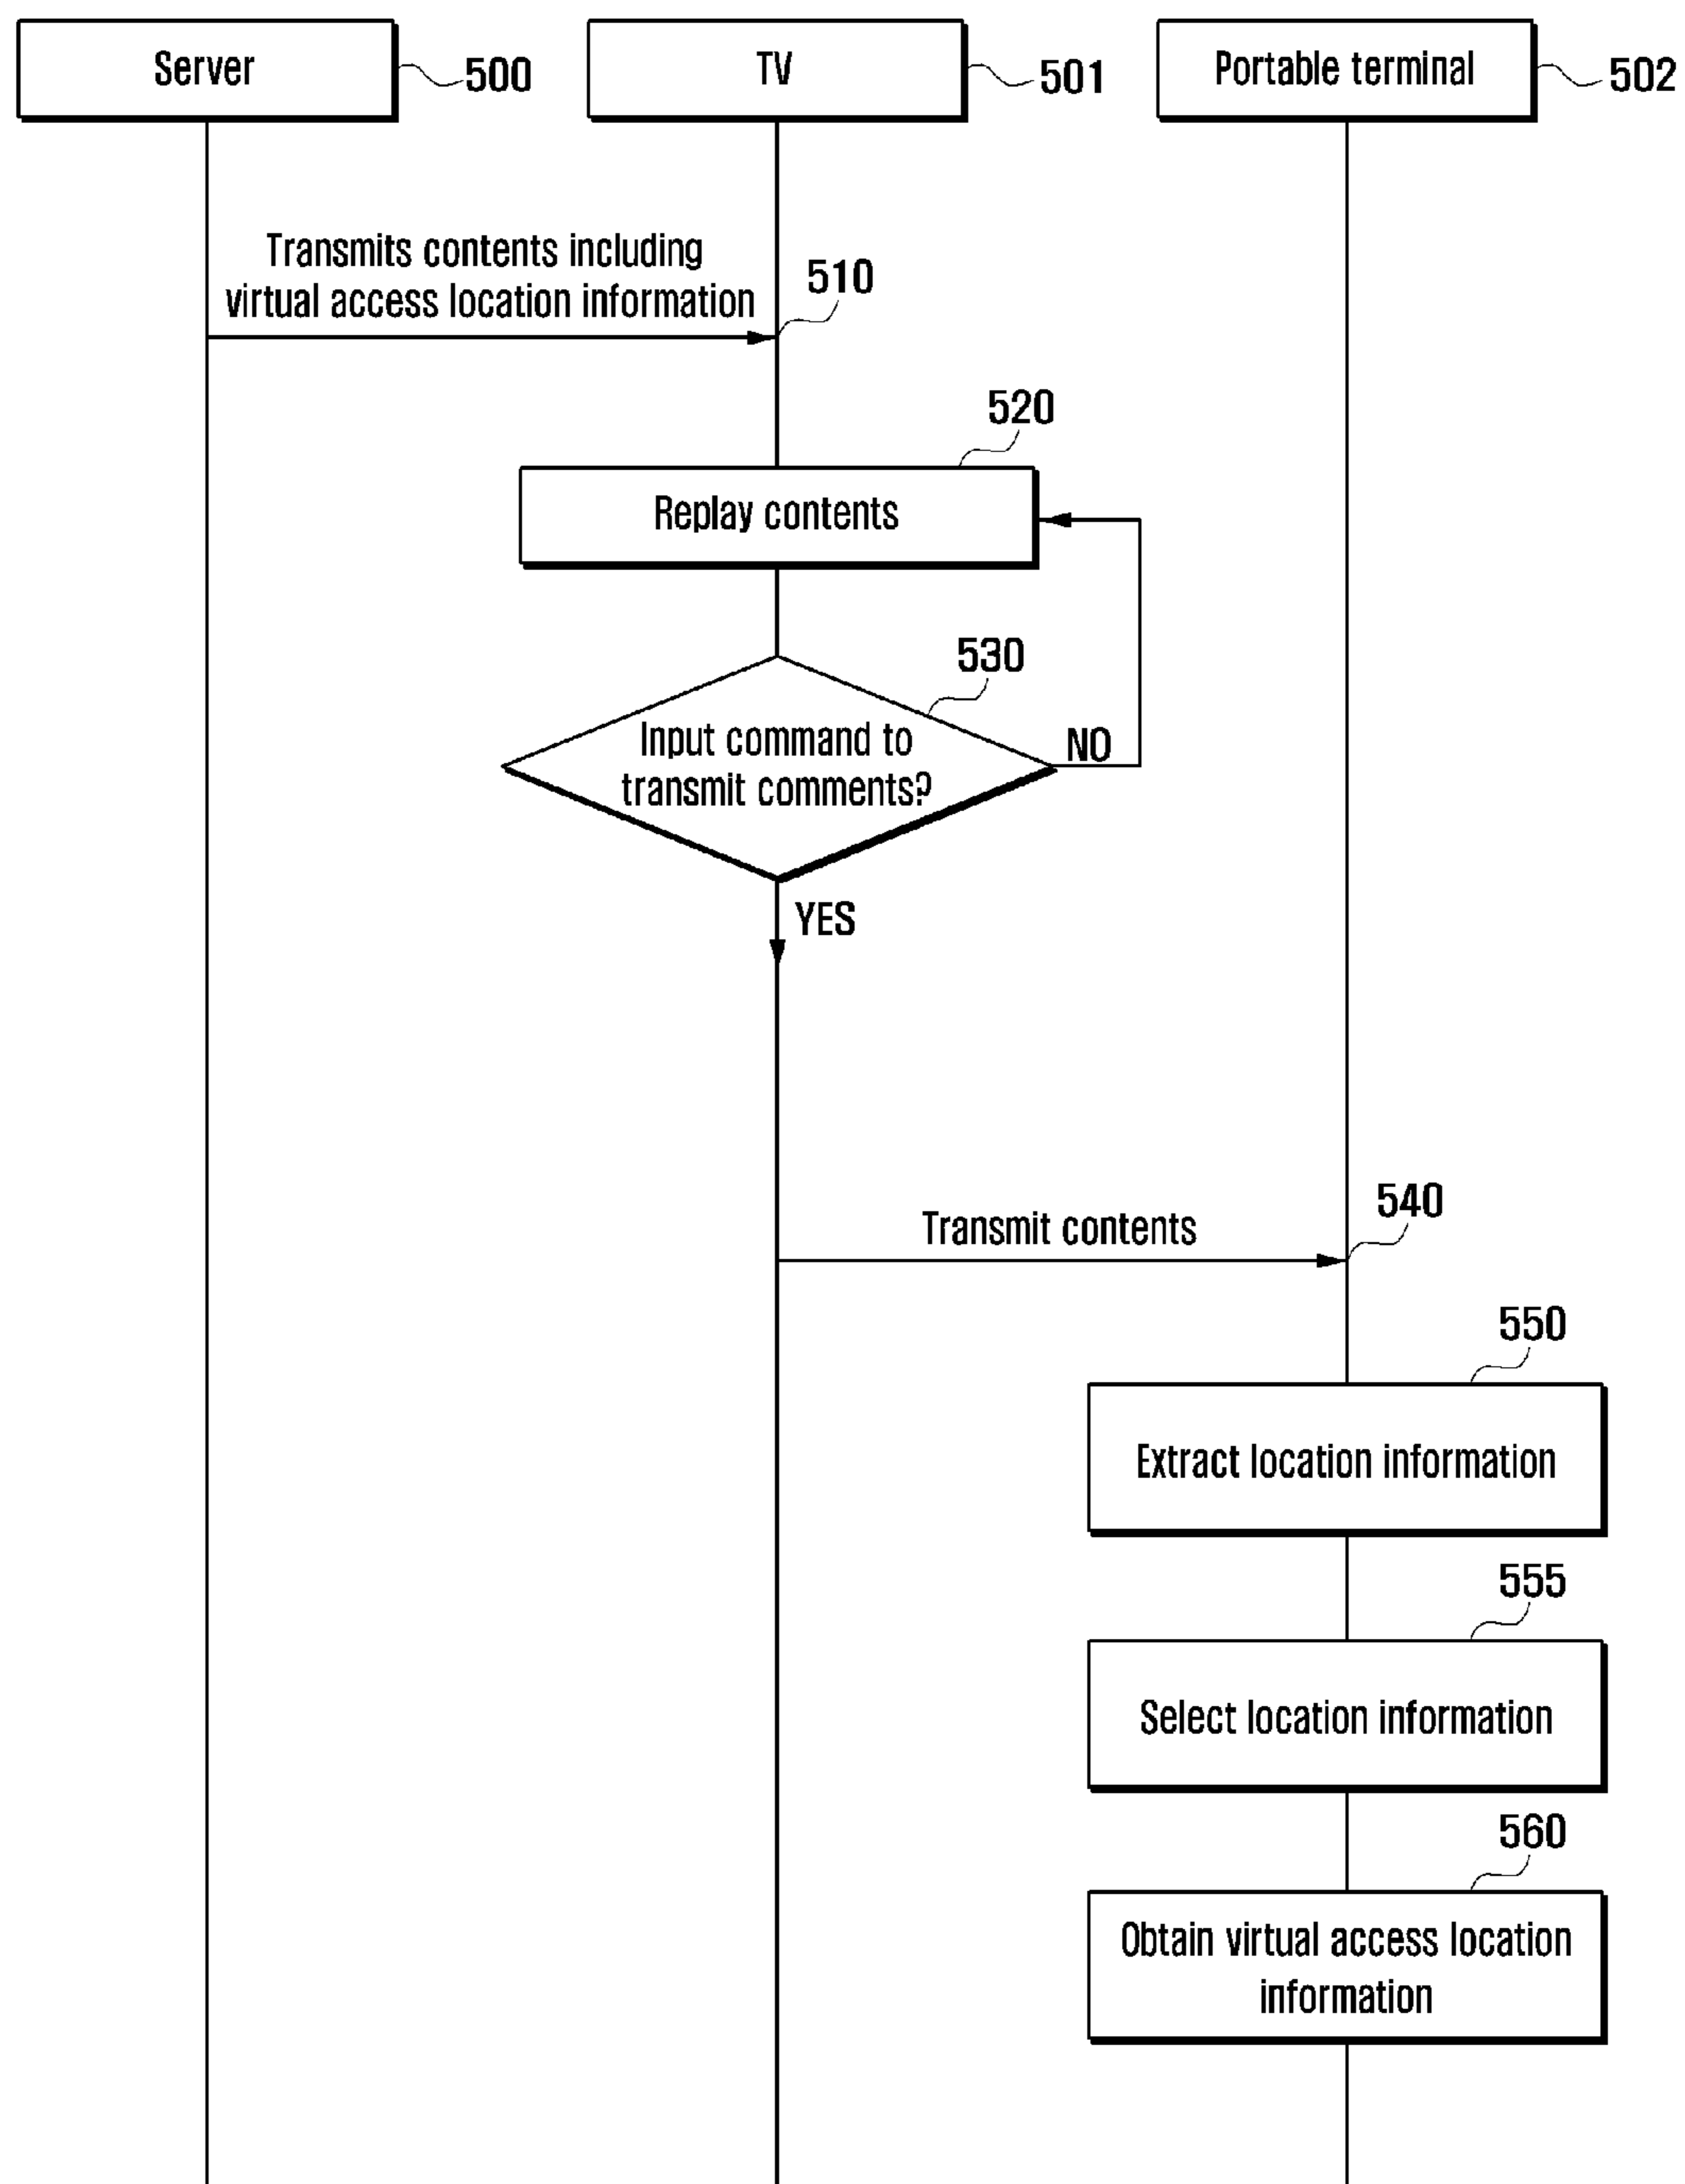 Server
500
TV
501
Portable terminal
502
Transmits contents including
virtual access location information
510
520
Replay contents
530
Input command to
transmit comments?
NO
YES
Transmit contents
540
550
Extract location information
555
Select location information
560
Obtain virtual access location
information